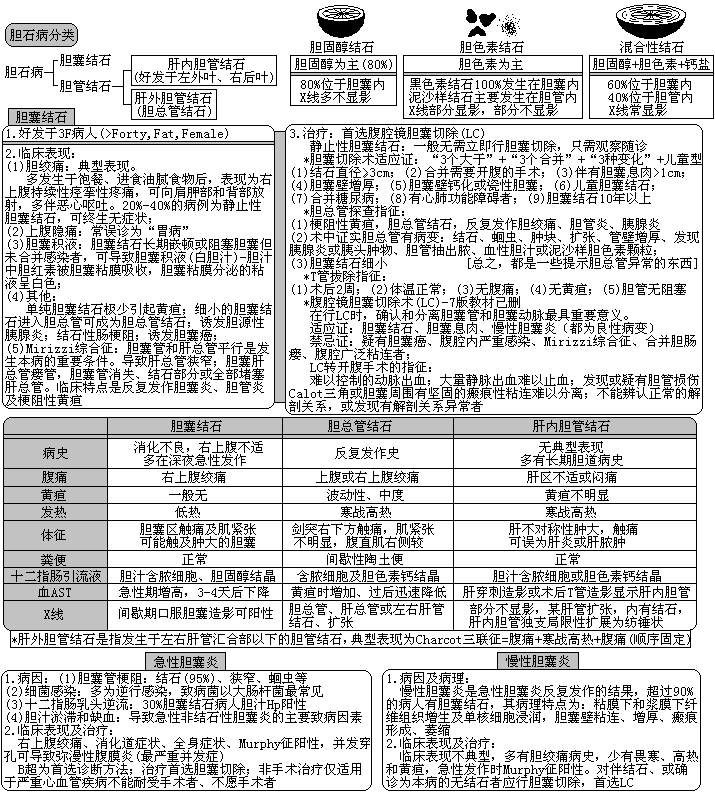 胆石病分类
胆石病
胆囊结石
胆管结石
肝内胆管结石
(好发于左外叶、右后叶)
肝外胆管结石
(胆总管结石)
胆固醇结石
胆固醇为主(80%)
80%位于胆囊内
X线多不显影
胆色素结石
胆色素为主
黑色素结石100%发生在胆囊内
泥沙样结石主要发生在胆管内
X线部分显影，部分不显影
混合性结石
胆固醇+胆色素+钙盐
60%位于胆囊内
40%位于胆管内
X线常显影
胆囊结石
1.好发于3F病人(>Forty,Fat,Female)
2.临床表现：
(1)胆绞痛：典型表现。
多发生于饱餐、进食油腻食物后，表现为右
上腹持续性痉挛性疼痛，可向肩胛部和背部放
射，多伴恶心呕吐。20%-40%的病例为静止性
胆囊结石，可终生无症状；
(2)上腹隐痛：常误诊为“胃病”
(3)胆囊积液：胆囊结石长期嵌顿或阻塞胆囊但
未合并感染者，可导致胆囊积液(白胆汁)-胆汁
中胆红素被胆囊粘膜吸收，胆囊粘膜分泌的粘
液呈白色；
(4)其他：
单纯胆囊结石极少引起黄疸；细小的胆囊结
石进入胆总管可成为胆总管结石；诱发胆源性
胰腺炎；结石性肠梗阻；诱发胆囊癌；
(5)Mirizzi综合征：胆囊管和肝总管平行是发
生本病的重要条件。导致肝总管狭窄；胆囊肝
总管瘘管，胆囊管消失、结石部分或全部堵塞
肝总管。临床特点是反复发作胆囊炎、胆管炎
及梗阻性黄疸
3.治疗：首选腹腔镜胆囊切除(LC)
静止性胆囊结石：一般无需立即行胆囊切除，只需观察随诊
*胆囊切除术适应证：“3个大于”+“3个合并”+“3种变化”+儿童型
(1)结石直径>3cm；(2)合并需要开腹的手术；(3)伴有胆囊息肉>1cm；
(4)胆囊壁增厚；(5)胆囊壁钙化或瓷性胆囊；(6)儿童胆囊结石；
(7)合并糖尿病；(8)有心肺功能障碍者；(9)胆囊结石10年以上
*胆总管探查指征：
(1)梗阻性黄疸，胆总管结石，反复发作胆绞痛、胆管炎、胰腺炎
(2)术中证实胆总管有病变：结石、蛔虫、肿块、扩张、管壁增厚、发现
胰腺炎或胰头肿物、胆管抽出脓、血性胆汁或泥沙样胆色素颗粒；
(3)胆囊结石细小 [总之，都是一些提示胆总管异常的东西]
*T管拔除指征：
(1)术后2周；(2)体温正常；(3)无腹痛；(4)无黄疸；(5)胆管无阻塞
*腹腔镜胆囊切除术(LC)-7版教材已删
在行LC时，确认和分离胆囊管和胆囊动脉最具重要意义。
适应证：胆囊结石、胆囊息肉、慢性胆囊炎（都为良性病变）
禁忌证：疑有胆囊癌、腹腔内严重感染、Mirizzi综合征、合并胆肠
瘘、腹腔广泛粘连者；
LC转开腹手术的指征：
难以控制的动脉出血；大量静脉出血难以止血；发现或疑有胆管损伤
Calot三角或胆囊周围有坚固的瘢痕性粘连难以分离；不能辨认正常的解
剖关系，或发现有解剖关系异常者
胆囊结石 胆总管结石 肝内胆管结石
病史 消化不良，右上腹不适 反复发作史 无典型表现
多在深夜急性发作 多有长期胆道病史
腹痛 右上腹绞痛 上腹或右上腹绞痛 肝区不适或闷痛
黄疸 一般无 波动性、中度 黄疸不明显
发热 低热 寒战高热 寒战高热
体征 胆囊区触痛及肌紧张 剑突右下方触痛，肌紧张 肝不对称性肿大，触痛
可能触及肿大的胆囊 不明显，腹直肌右侧较 可误为肝炎或肝脓肿
粪便 正常 间歇性陶土便 正常
十二指肠引流液 胆汁含脓细胞、胆固醇结晶 含脓细胞及胆色素钙结晶 胆汁含脓细胞或胆色素钙结晶
血AST 急性期增高，3-4天后下降 黄疸时增加、过后迅速降低 肝穿刺造影或术后T管造影显示肝内胆管
X线 间歇期口服胆囊造影可阳性 胆总管、肝总管或左右肝管 部分不显影，某肝管扩张，内有结石，
结石、扩张 肝内胆管独支局限性扩展为纺锤状
*肝外胆管结石是指发生于左右肝管汇合部以下的胆管结石，典型表现为Charcot三联征=腹痛+寒战高热+腹痛(顺序固定)
急性胆囊炎
1.病因：(1)胆囊管梗阻：结石(95%)、狭窄、蛔虫等
(2)细菌感染：多为逆行感染，致病菌以大肠杆菌最常见
(3)十二指肠乳头逆流：30%胆囊结石病人胆汁Hp阳性
(4)胆汁淤滞和缺血：导致急性非结石性胆囊炎的主要致病因素
2.临床表现及治疗：
右上腹绞痛、消化道症状、全身症状、Murphy征阳性，并发穿
孔可导致弥漫性腹膜炎(最严重并发症)
B超为首选诊断方法；治疗首选胆囊切除；非手术治疗仅适用
于严重心血管疾病不能耐受手术者、不愿手术者
慢性胆囊炎
1.病因及病理：
慢性胆囊炎是急性胆囊炎反复发作的结果，超过90%
的病人有胆囊结石，其病理特点为：粘膜下和浆膜下纤
维组织增生及单核细胞浸润，胆囊壁粘连、增厚、瘢痕
形成、萎缩
2.临床表现及治疗：
临床表现不典型，多有胆绞痛病史，少有畏寒、高热
和黄疸，急性发作时Murphy征阳性。对伴结石、或确
诊为本病的无结石者应行胆囊切除，首选LC